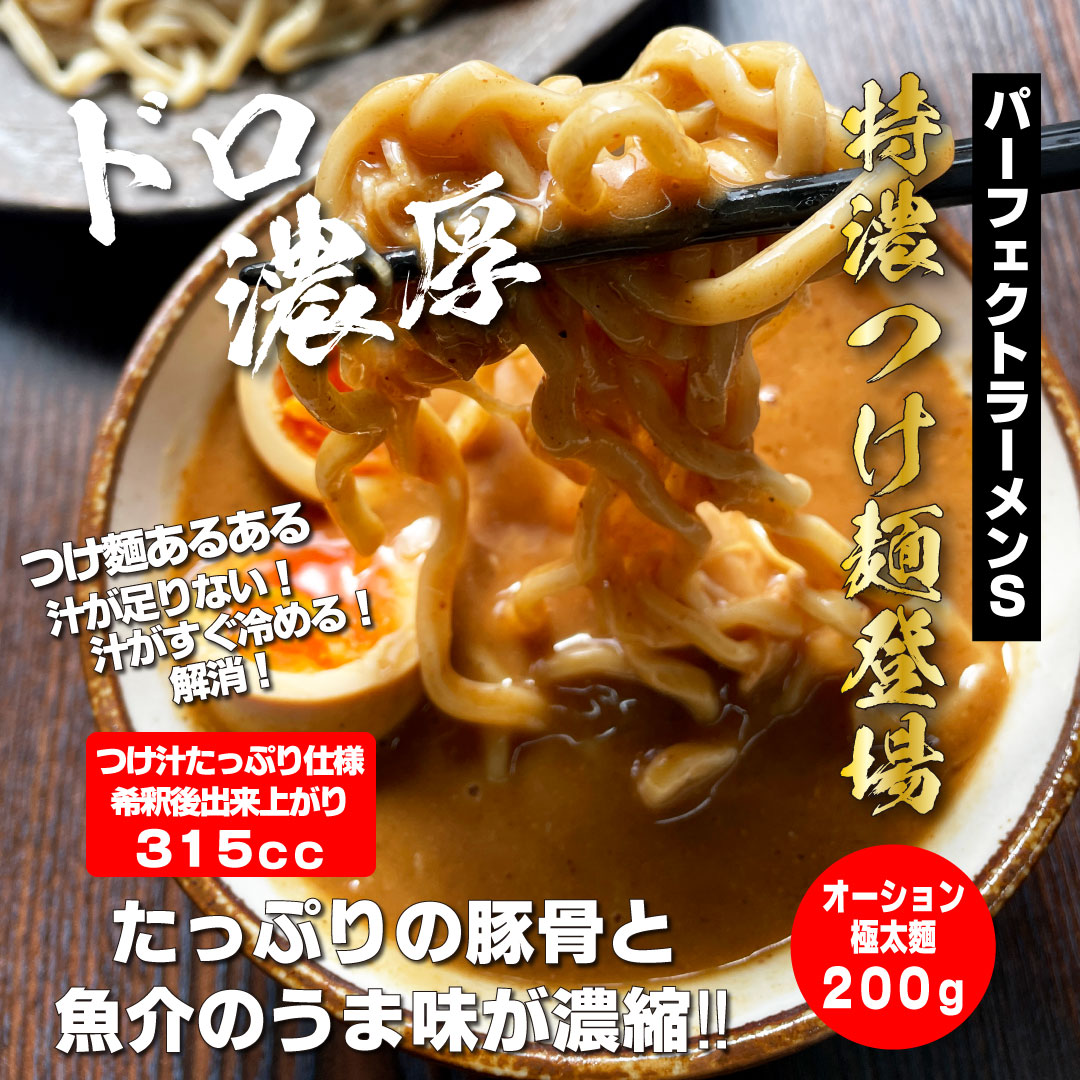 パーフェクトラーメンS
特濃つけ麺登場
ドロ
濃厚
つけ麵あるある
汁が足りない！
汁がすぐ冷める！
解消！
つけ汁たっぷり仕様
希釈後出来上がり
315cc
オーション
極太麵
200g
たっぷりの豚骨と
魚介のうま味が濃縮!!